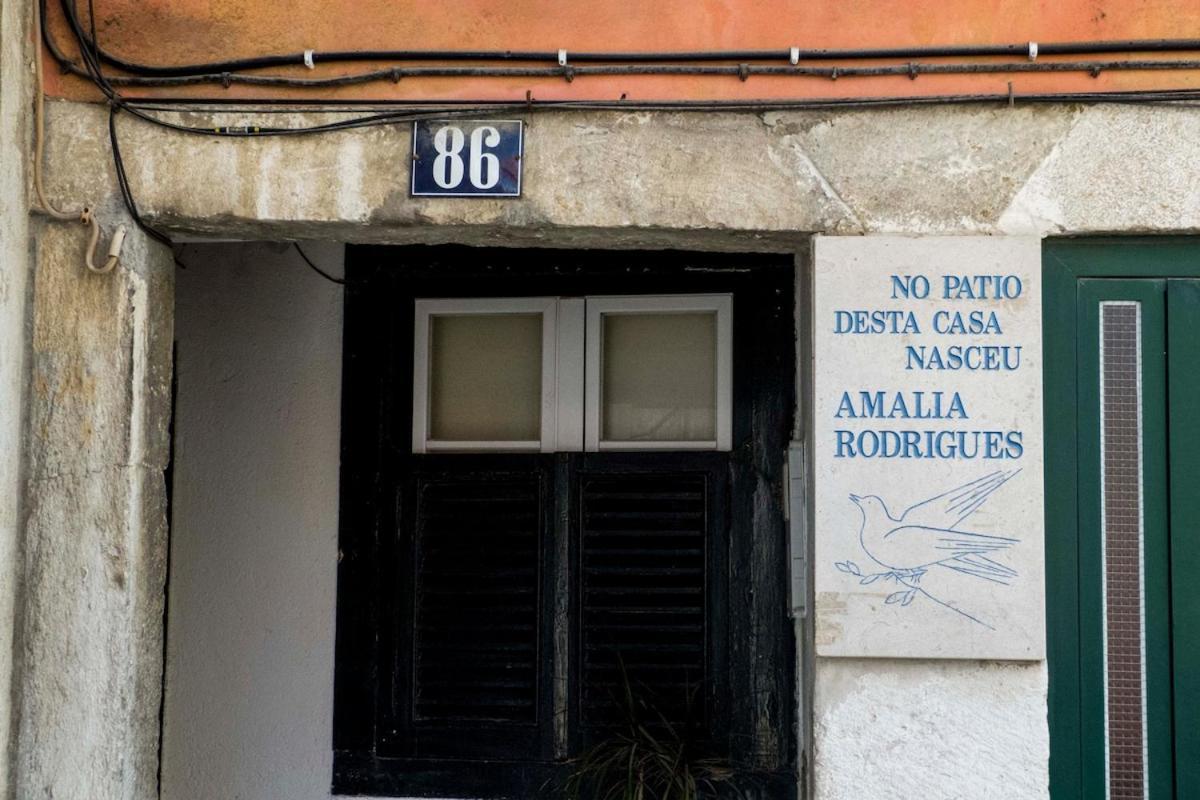 86
NO PATIO
DESTA CASA
NASCEU
AMALIA
RODRIGUES